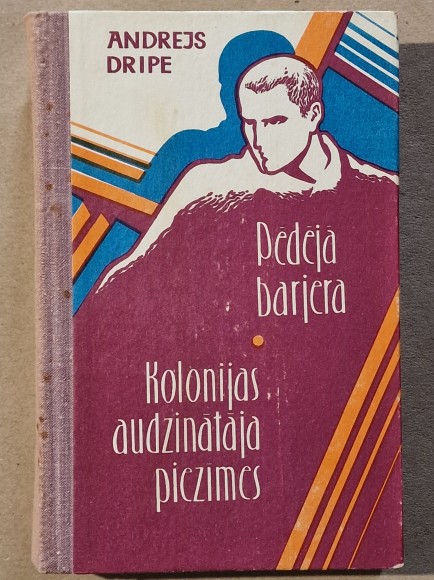 ANDREJS
DRIPE
Pēdējā
barjera
Kolonijas
audzinātāja
piezīmes